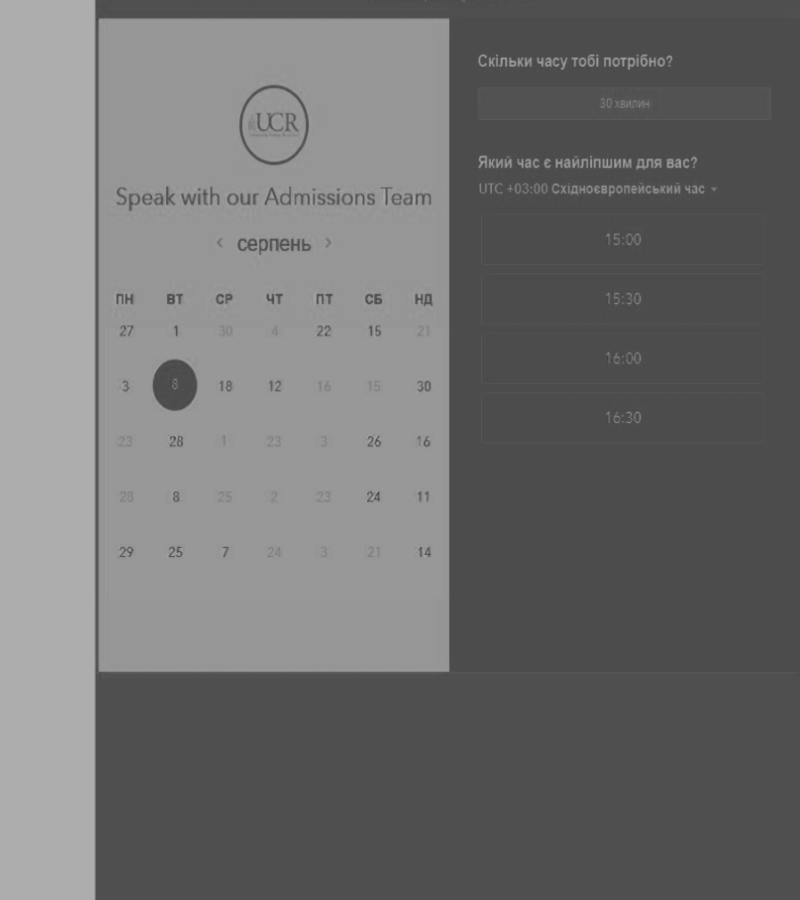 UCR
Speak with our Admissions Team
‹ серпень ›
ПН ВТ СР ЧТ ПТ СБ НД
27 1 30 4 22 15 21
3 8 18 12 16 15 30
23 28 1 23 3 26 16
28 8 25 2 23 24 11
29 25 7 24 3 21 14
Скільки часу тобі потрібно?
30 хвилин
Який час є найліпшим для вас?
UTC +03:00 Східноєвропейський час
15:00
15:30
16:00
16:30